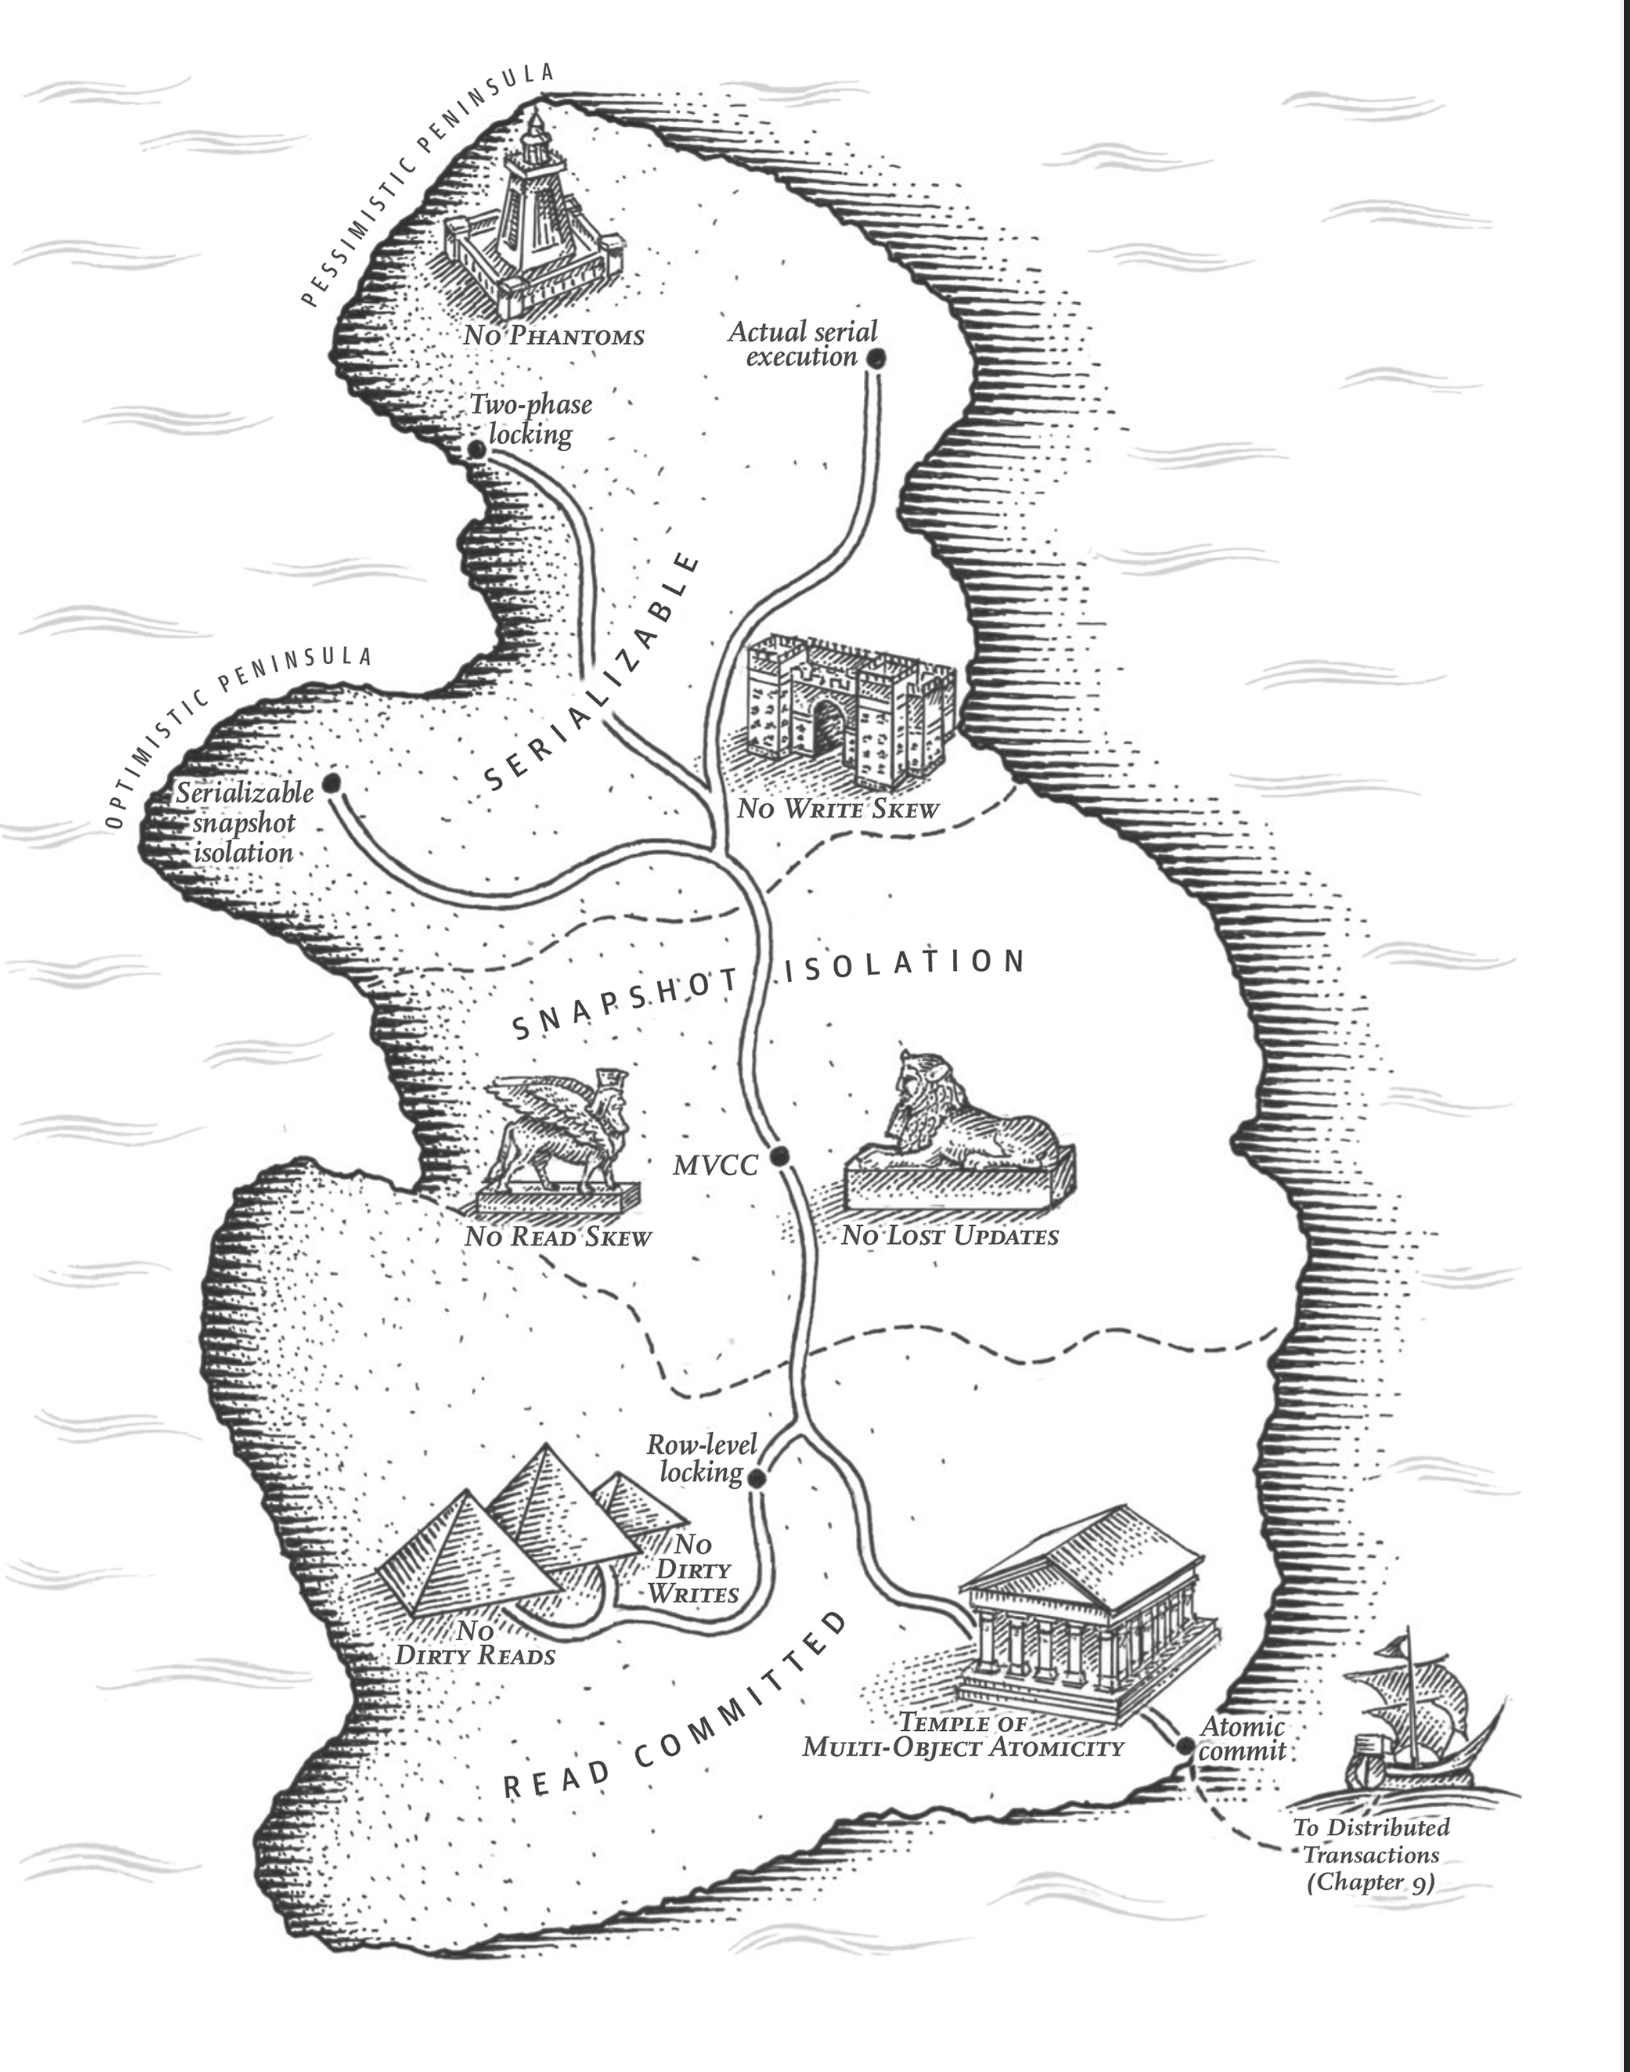 PESSIMISTIC PENINSULA
No Phantoms
Actual serial
execution
Two-phase
locking
SERIALIZABLE
OPTIMISTIC PENINSULA
Serializable
snapshot
isolation
No Write Skew
SNAPSHOT ISOLATION
MVCC
No Read Skew
No Lost Updates
Row-level
locking
No
Dirty
Writes
No
Dirty Reads
READ COMMITTED
Temple of
Multi-Object Atomicity
Atomic
commit
To Distributed
Transactions
(Chapter 9)